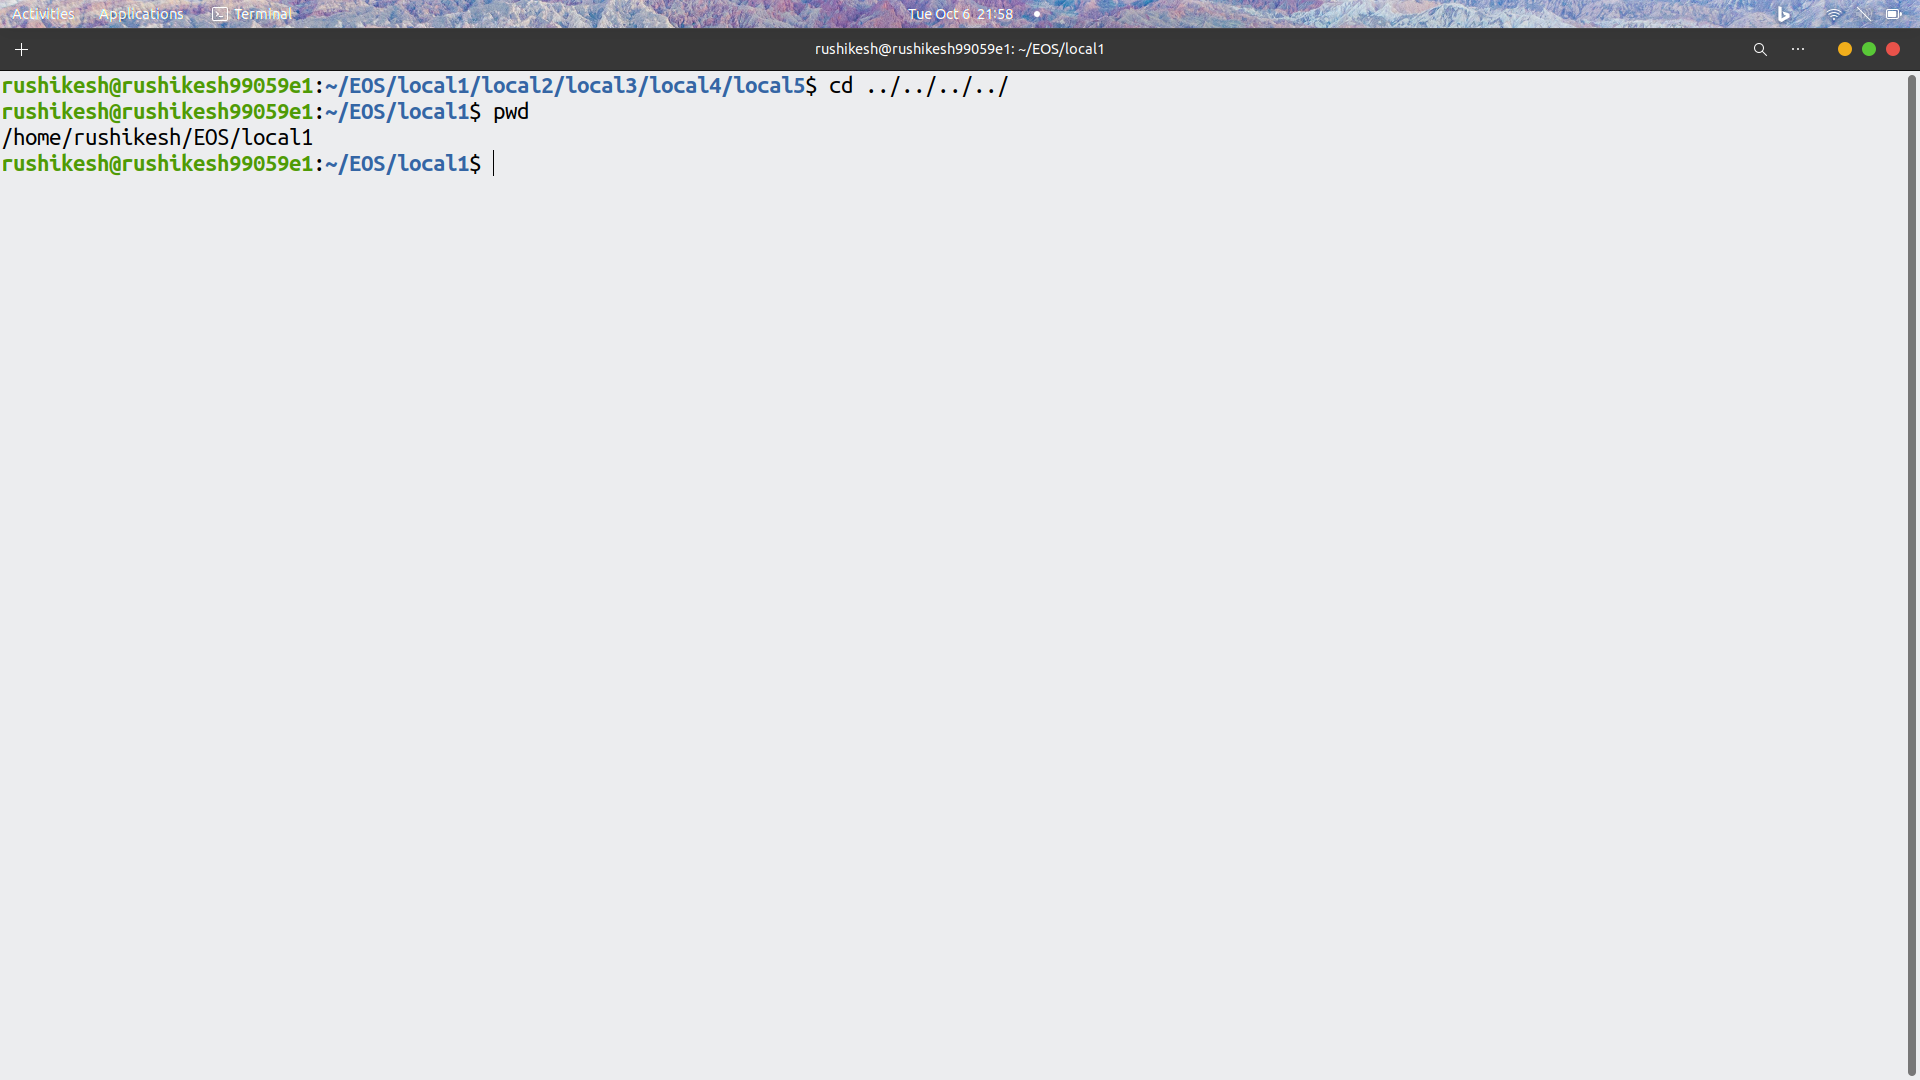 Activities Applications Terminal Tue Oct 6 21:58
rushikesh@rushikesh99059e1: ~/EOS/local1
rushikesh@rushikesh99059e1:~/EOS/local1/local2/local3/local4/local5$ cd ../../../../
rushikesh@rushikesh99059e1:~/EOS/local1$ pwd
/home/rushikesh/EOS/local1
rushikesh@rushikesh99059e1:~/EOS/local1$